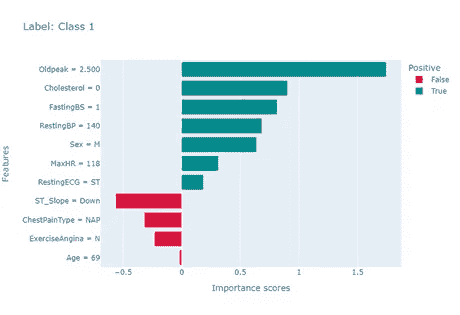 Label: Class 1
Positive
False
True
Features
Oldpeak = 2.500
Cholesterol = 0
FastingBS = 1
RestingBP = 140
Sex = M
MaxHR = 118
RestingECG = ST
ST_Slope = Down
ChestPainType = NAP
ExerciseAngina = N
Age = 69
−0.5 0 0.5 1 1.5
Importance scores